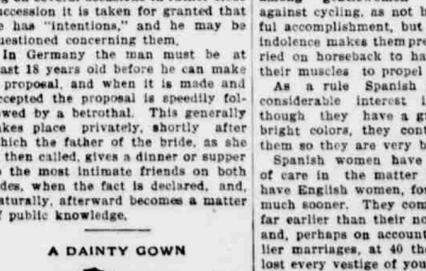 succession it is taken for granted that
has "intentions," and he may be
questioned concerning them.
In Germany the man must be at
least 18 years old before he can make
proposal, and when it is made and
accepted the proposal is speedily fol-
lowed by a betrothal. This generally
takes place privately, shortly after
which the father of the bride, as she
then called, gives a dinner or supper
the most intimate friends on both
sides, when the fact is declared, and,
naturally, afterward becomes a matter
public knowledge.
A DAINTY GOWN
against cycling, as not b
ful accomplishment, but
indolence makes them pre
ried on horseback to ha
their muscles to propel
As a rule Spanish
considerable interest i
though they have a g
bright colors, they cont
them so they are very b
Spanish women have
of care in the matter
have English women, fo
much sooner. They com
far earlier than their no
and, perhaps on account
lier marriages, at 40 th
lost every vestige of you